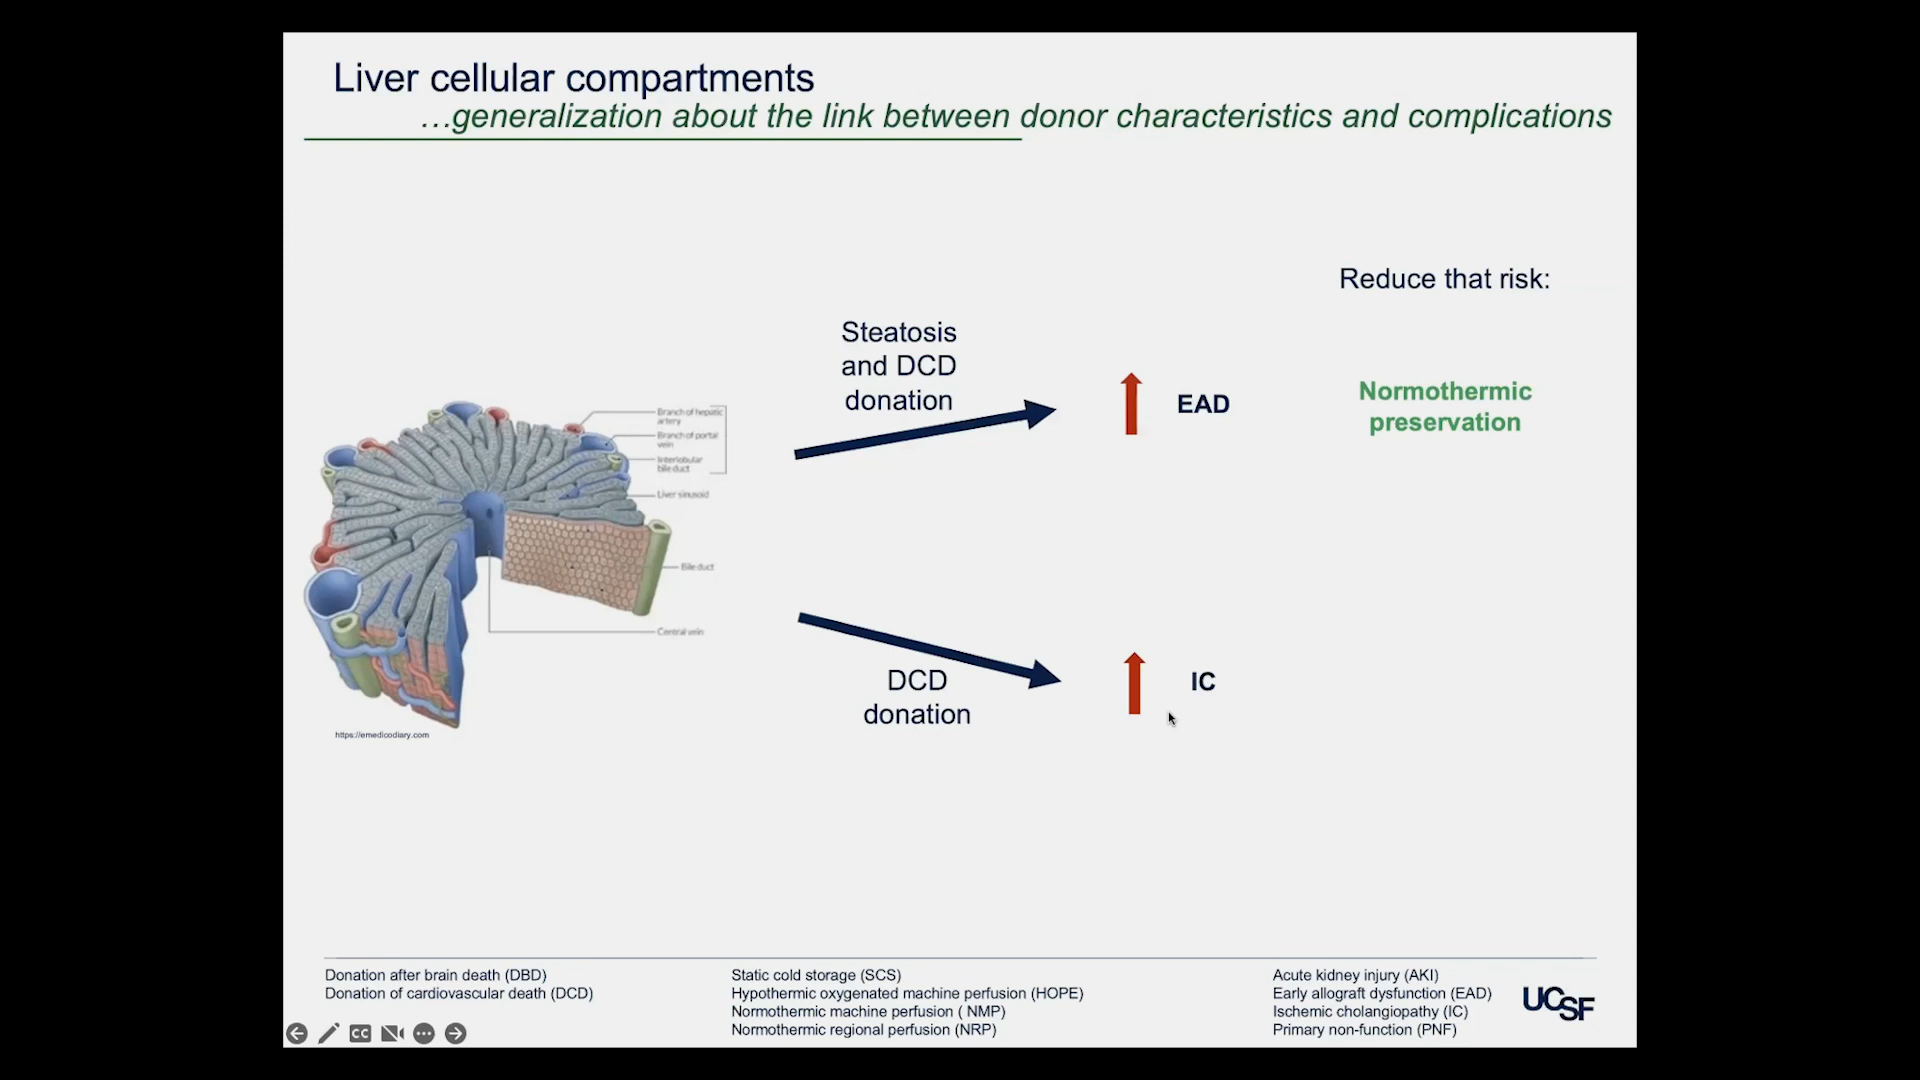 Liver cellular compartments
…generalization about the link between donor characteristics and complications
Reduce that risk:
Steatosis
and DCD
donation
EAD
Normothermic
preservation
Branch of hepatic
artery
Branch of portal
vein
Interlobular
bile duct
Liver sinusoid
Bile duct
Central vein
DCD
donation
IC
https://emedicodiary.com
Donation after brain death (DBD)
Donation of cardiovascular death (DCD)
Static cold storage (SCS)
Hypothermic oxygenated machine perfusion (HOPE)
Normothermic machine perfusion ( NMP)
Normothermic regional perfusion (NRP)
Acute kidney injury (AKI)
Early allograft dysfunction (EAD)
Ischemic cholangiopathy (IC)
Primary non-function (PNF)
UCSF
CC